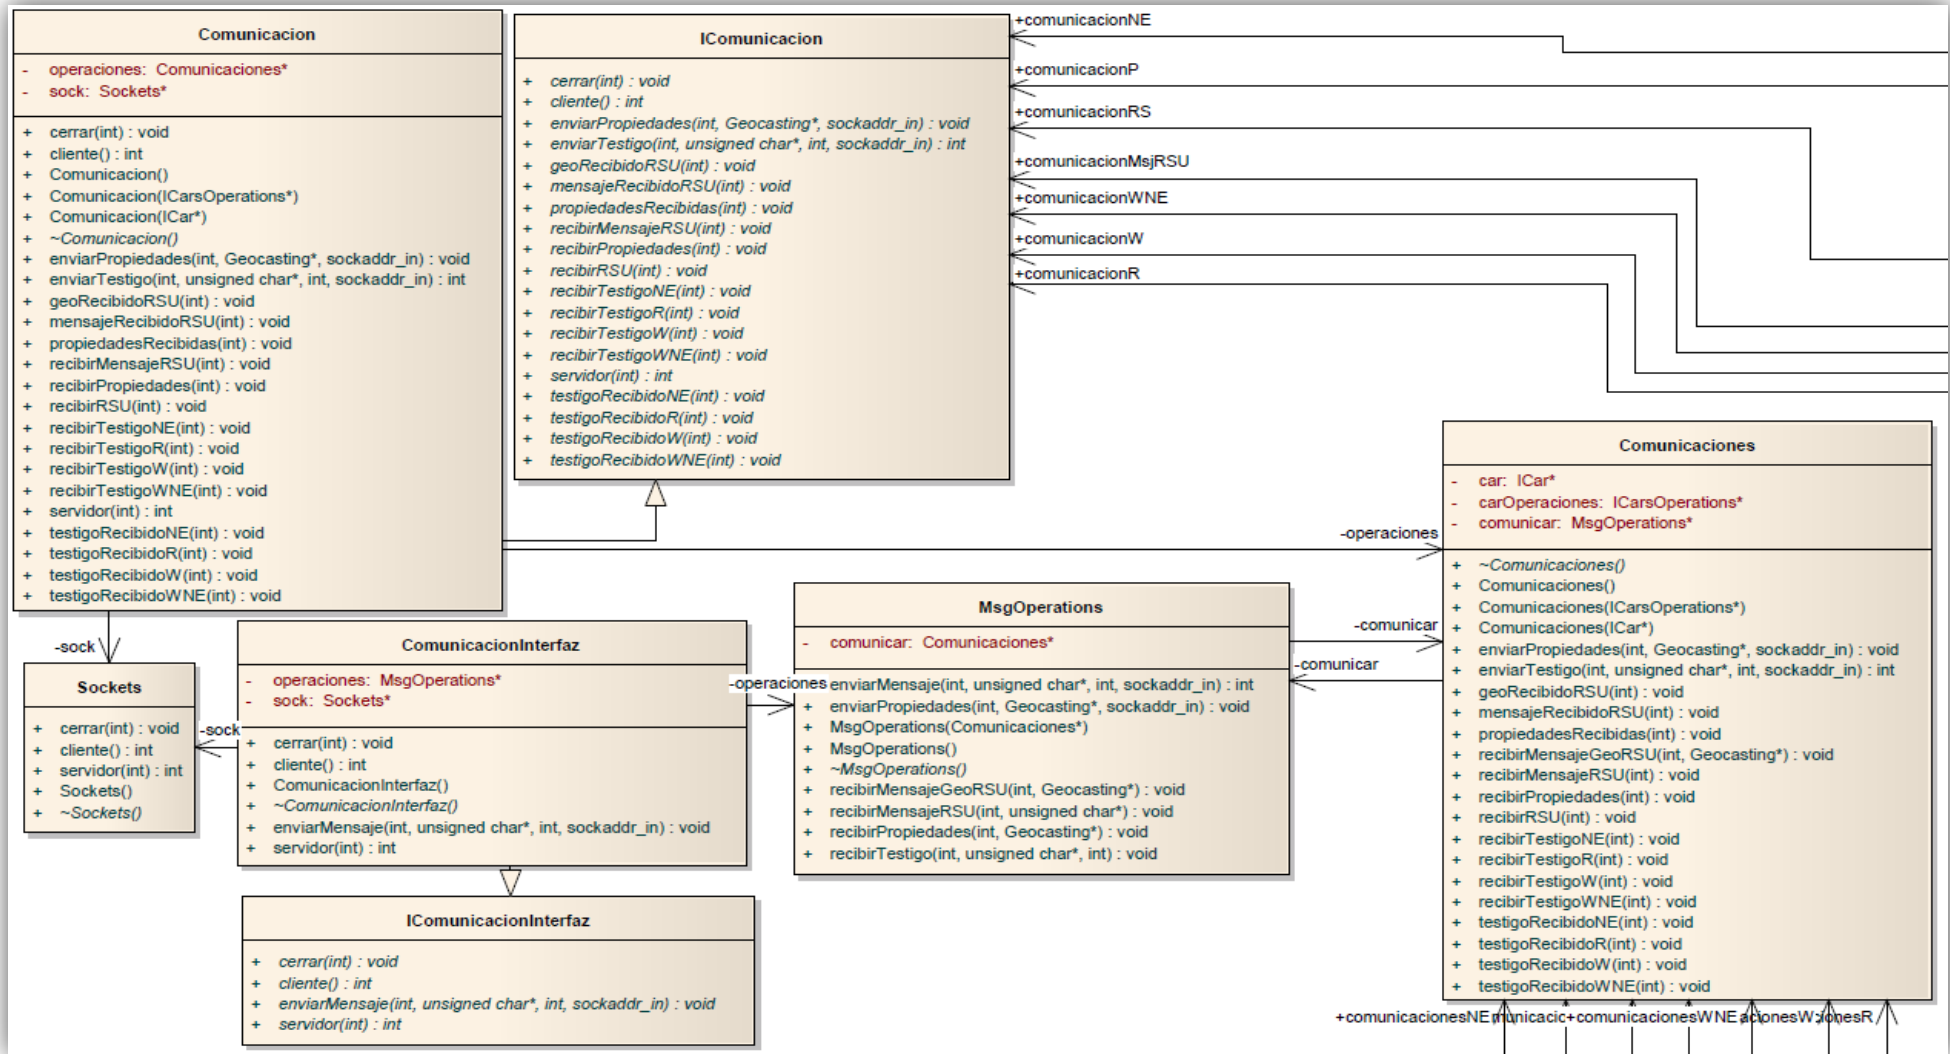 Comunicacion
- operaciones: Comunicaciones*
- sock: Sockets*
+ cerrar(int) : void
+ cliente() : int
+ Comunicacion()
+ Comunicacion(ICarsOperations*)
+ Comunicacion(ICar*)
+ ~Comunicacion()
+ enviarPropiedades(int, Geocasting*, sockaddr_in) : void
+ enviarTestigo(int, unsigned char*, int, sockaddr_in) : int
+ geoRecibidoRSU(int) : void
+ mensajeRecibidoRSU(int) : void
+ propiedadesRecibidas(int) : void
+ recibirMensajeRSU(int) : void
+ recibirPropiedades(int) : void
+ recibirRSU(int) : void
+ recibirTestigoNE(int) : void
+ recibirTestigoR(int) : void
+ recibirTestigoW(int) : void
+ recibirTestigoWNE(int) : void
+ servidor(int) : int
+ testigoRecibidoNE(int) : void
+ testigoRecibidoR(int) : void
+ testigoRecibidoW(int) : void
+ testigoRecibidoWNE(int) : void
IComunicacion
+ cerrar(int) : void
+ cliente() : int
+ enviarPropiedades(int, Geocasting*, sockaddr_in) : void
+ enviarTestigo(int, unsigned char*, int, sockaddr_in) : int
+ geoRecibidoRSU(int) : void
+ mensajeRecibidoRSU(int) : void
+ propiedadesRecibidas(int) : void
+ recibirMensajeRSU(int) : void
+ recibirPropiedades(int) : void
+ recibirRSU(int) : void
+ recibirTestigoNE(int) : void
+ recibirTestigoR(int) : void
+ recibirTestigoW(int) : void
+ recibirTestigoWNE(int) : void
+ servidor(int) : int
+ testigoRecibidoNE(int) : void
+ testigoRecibidoR(int) : void
+ testigoRecibidoW(int) : void
+ testigoRecibidoWNE(int) : void
+comunicacionNE
+comunicacionP
+comunicacionRS
+comunicacionMsjRSU
+comunicacionWNE
+comunicacionW
+comunicacionR
-operaciones
Comunicaciones
- car: ICar*
- carOperaciones: ICarsOperations*
- comunicar: MsgOperations*
+ ~Comunicaciones()
+ Comunicaciones()
+ Comunicaciones(ICarsOperations*)
+ Comunicaciones(ICar*)
+ enviarPropiedades(int, Geocasting*, sockaddr_in) : void
+ enviarTestigo(int, unsigned char*, int, sockaddr_in) : int
+ geoRecibidoRSU(int) : void
+ mensajeRecibidoRSU(int) : void
+ propiedadesRecibidas(int) : void
+ recibirMensajeGeoRSU(int, Geocasting*) : void
+ recibirMensajeRSU(int) : void
+ recibirPropiedades(int) : void
+ recibirRSU(int) : void
+ recibirTestigoNE(int) : void
+ recibirTestigoR(int) : void
+ recibirTestigoW(int) : void
+ recibirTestigoWNE(int) : void
+ testigoRecibidoNE(int) : void
+ testigoRecibidoR(int) : void
+ testigoRecibidoW(int) : void
+ testigoRecibidoWNE(int) : void
-sock
Sockets
+ cerrar(int) : void
+ cliente() : int
+ servidor(int) : int
+ Sockets()
+ ~Sockets()
-sock
ComunicacionInterfaz
- operaciones: MsgOperations*
- sock: Sockets*
+ cerrar(int) : void
+ cliente() : int
+ ComunicacionInterfaz()
+ ~ComunicacionInterfaz()
+ enviarMensaje(int, unsigned char*, int, sockaddr_in) : void
+ servidor(int) : int
-operaciones
MsgOperations
- comunicar: Comunicaciones*
enviarMensaje(int, unsigned char*, int, sockaddr_in) : int
+ enviarPropiedades(int, Geocasting*, sockaddr_in) : void
+ MsgOperations(Comunicaciones*)
+ MsgOperations()
+ ~MsgOperations()
+ recibirMensajeGeoRSU(int, Geocasting*) : void
+ recibirMensajeRSU(int, unsigned char*) : void
+ recibirPropiedades(int, Geocasting*) : void
+ recibirTestigo(int, unsigned char*, int) : void
-comunicar
-comunicar
IComunicacionInterfaz
+ cerrar(int) : void
+ cliente() : int
+ enviarMensaje(int, unsigned char*, int, sockaddr_in) : void
+ servidor(int) : int
+comunicacionesNE +comunicacionesWNE